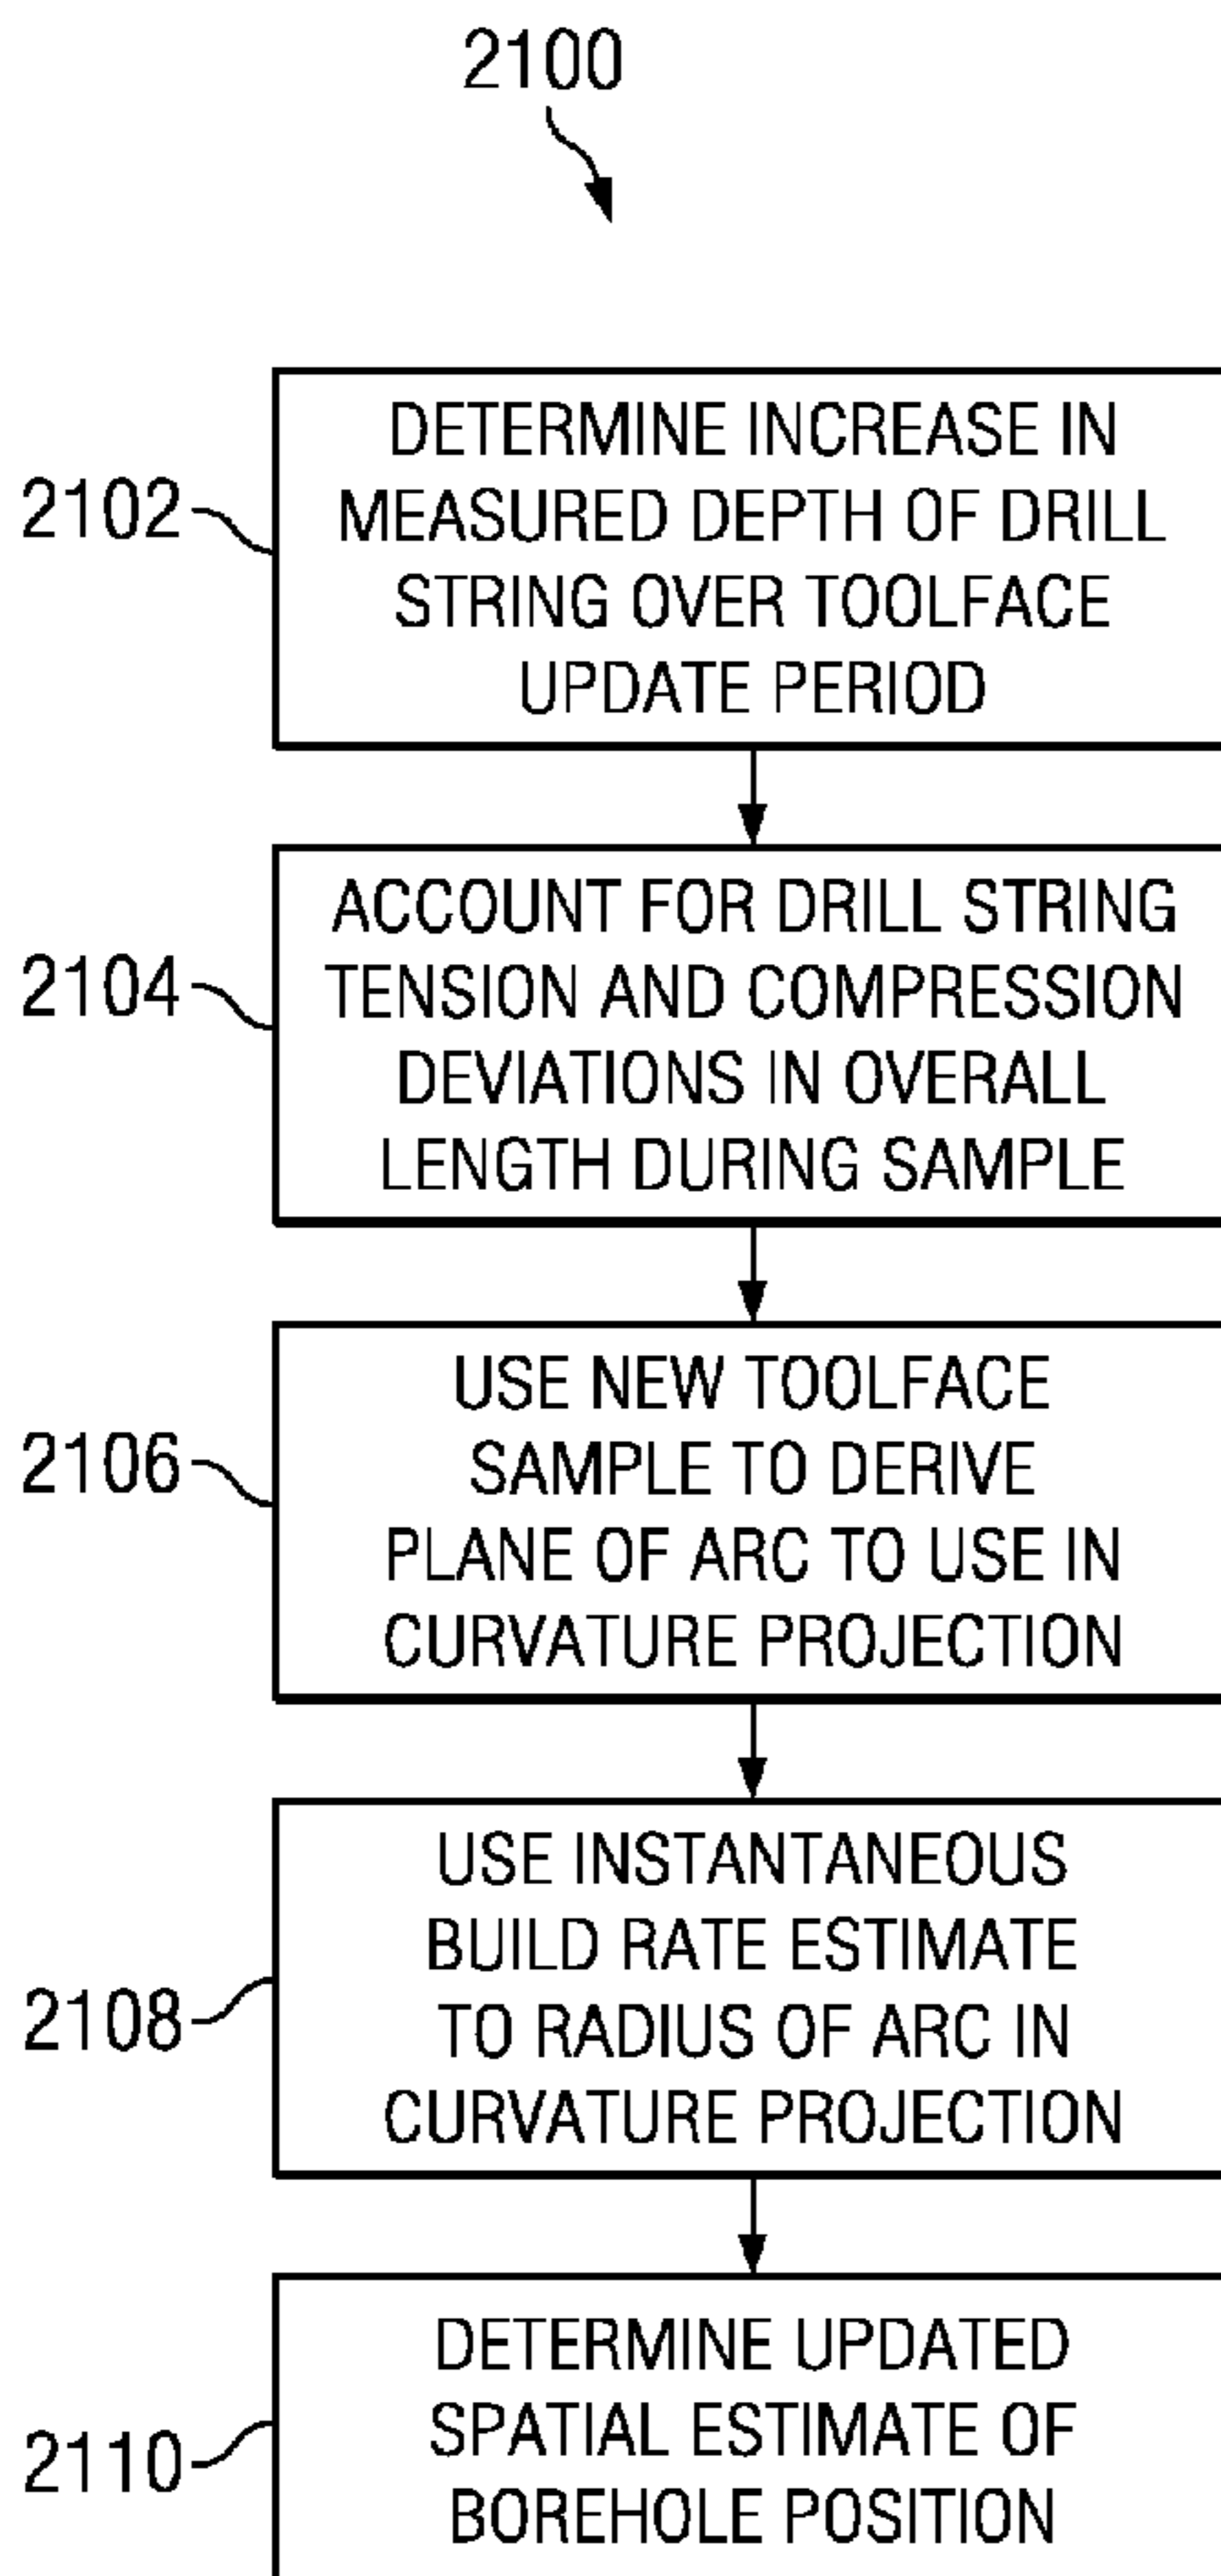 2100
2102
DETERMINE INCREASE IN
MEASURED DEPTH OF DRILL
STRING OVER TOOLFACE
UPDATE PERIOD
2104
ACCOUNT FOR DRILL STRING
TENSION AND COMPRESSION
DEVIATIONS IN OVERALL
LENGTH DURING SAMPLE
2106
USE NEW TOOLFACE
SAMPLE TO DERIVE
PLANE OF ARC TO USE IN
CURVATURE PROJECTION
2108
USE INSTANTANEOUS
BUILD RATE ESTIMATE
TO RADIUS OF ARC IN
CURVATURE PROJECTION
2110
DETERMINE UPDATED
SPATIAL ESTIMATE OF
BOREHOLE POSITION